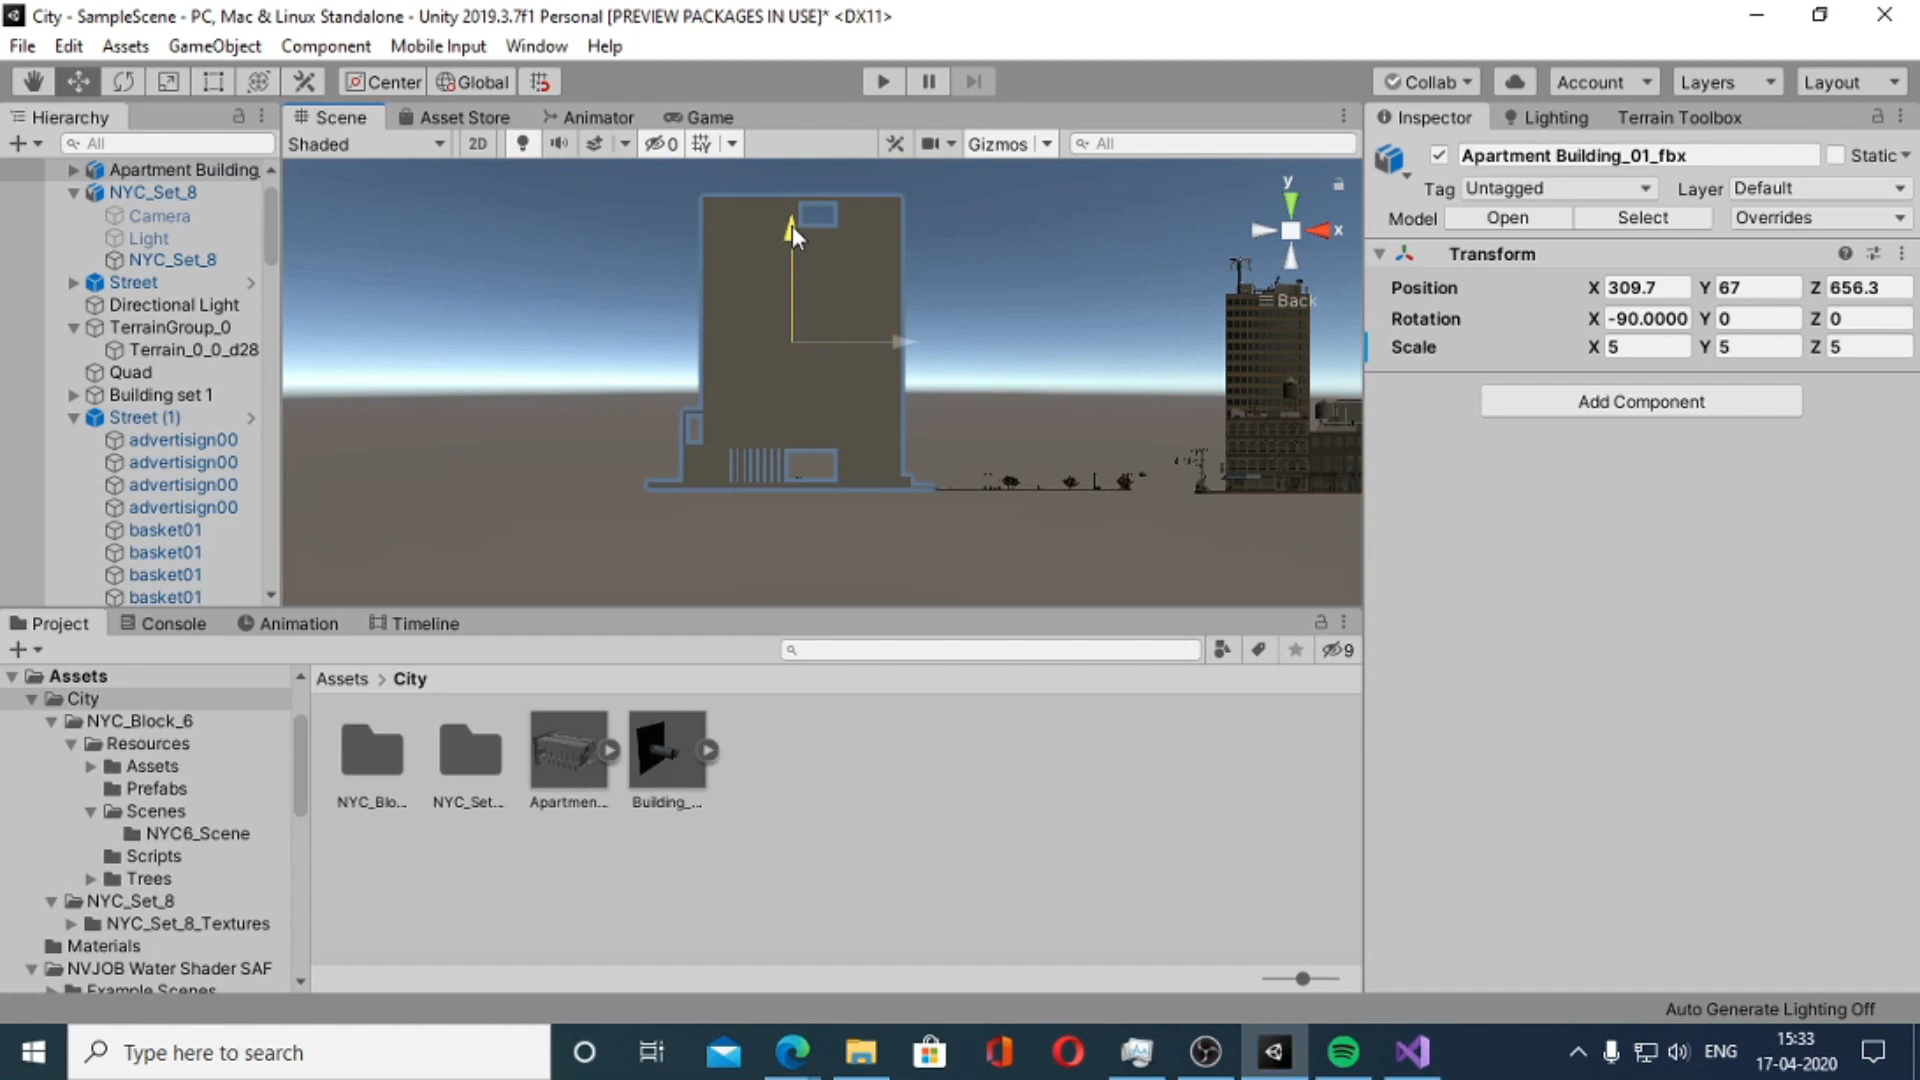 City - SampleScene - PC, Mac & Linux Standalone - Unity 2019.3.7f1 Personal [PREVIEW PACKAGES IN USE]* <DX11>
File Edit Assets GameObject Component Mobile Input Window Help
Center Global Collab Account Layers Layout
Hierarchy
All
Apartment Building_
NYC_Set_8
Camera
Light
NYC_Set_8
Street
Directional Light
TerrainGroup_0
Terrain_0_0_d28
Quad
Building set 1
Street (1)
advertisign00
advertisign00
advertisign00
advertisign00
basket01
basket01
basket01
basket01
Scene Asset Store Animator Game
Shaded 2D 0 Gizmos All
y
x
Back
Inspector Lighting Terrain Toolbox
Apartment Building_01_fbx Static
Tag Untagged Layer Default
Model Open Select Overrides
Transform
Position X 309.7 Y 67 Z 656.3
Rotation X -90.0000 Y 0 Z 0
Scale X 5 Y 5 Z 5
Add Component
Project Console Animation Timeline
9
Assets
City
NYC_Block_6
Resources
Assets
Prefabs
Scenes
NYC6_Scene
Scripts
Trees
NYC_Set_8
NYC_Set_8_Textures
Materials
NVJOB Water Shader SAF
Example Scenes
Assets > City
NYC_Blo... NYC_Set... Apartmen... Building_...
Auto Generate Lighting Off
Type here to search
ENG
15:33
17-04-2020